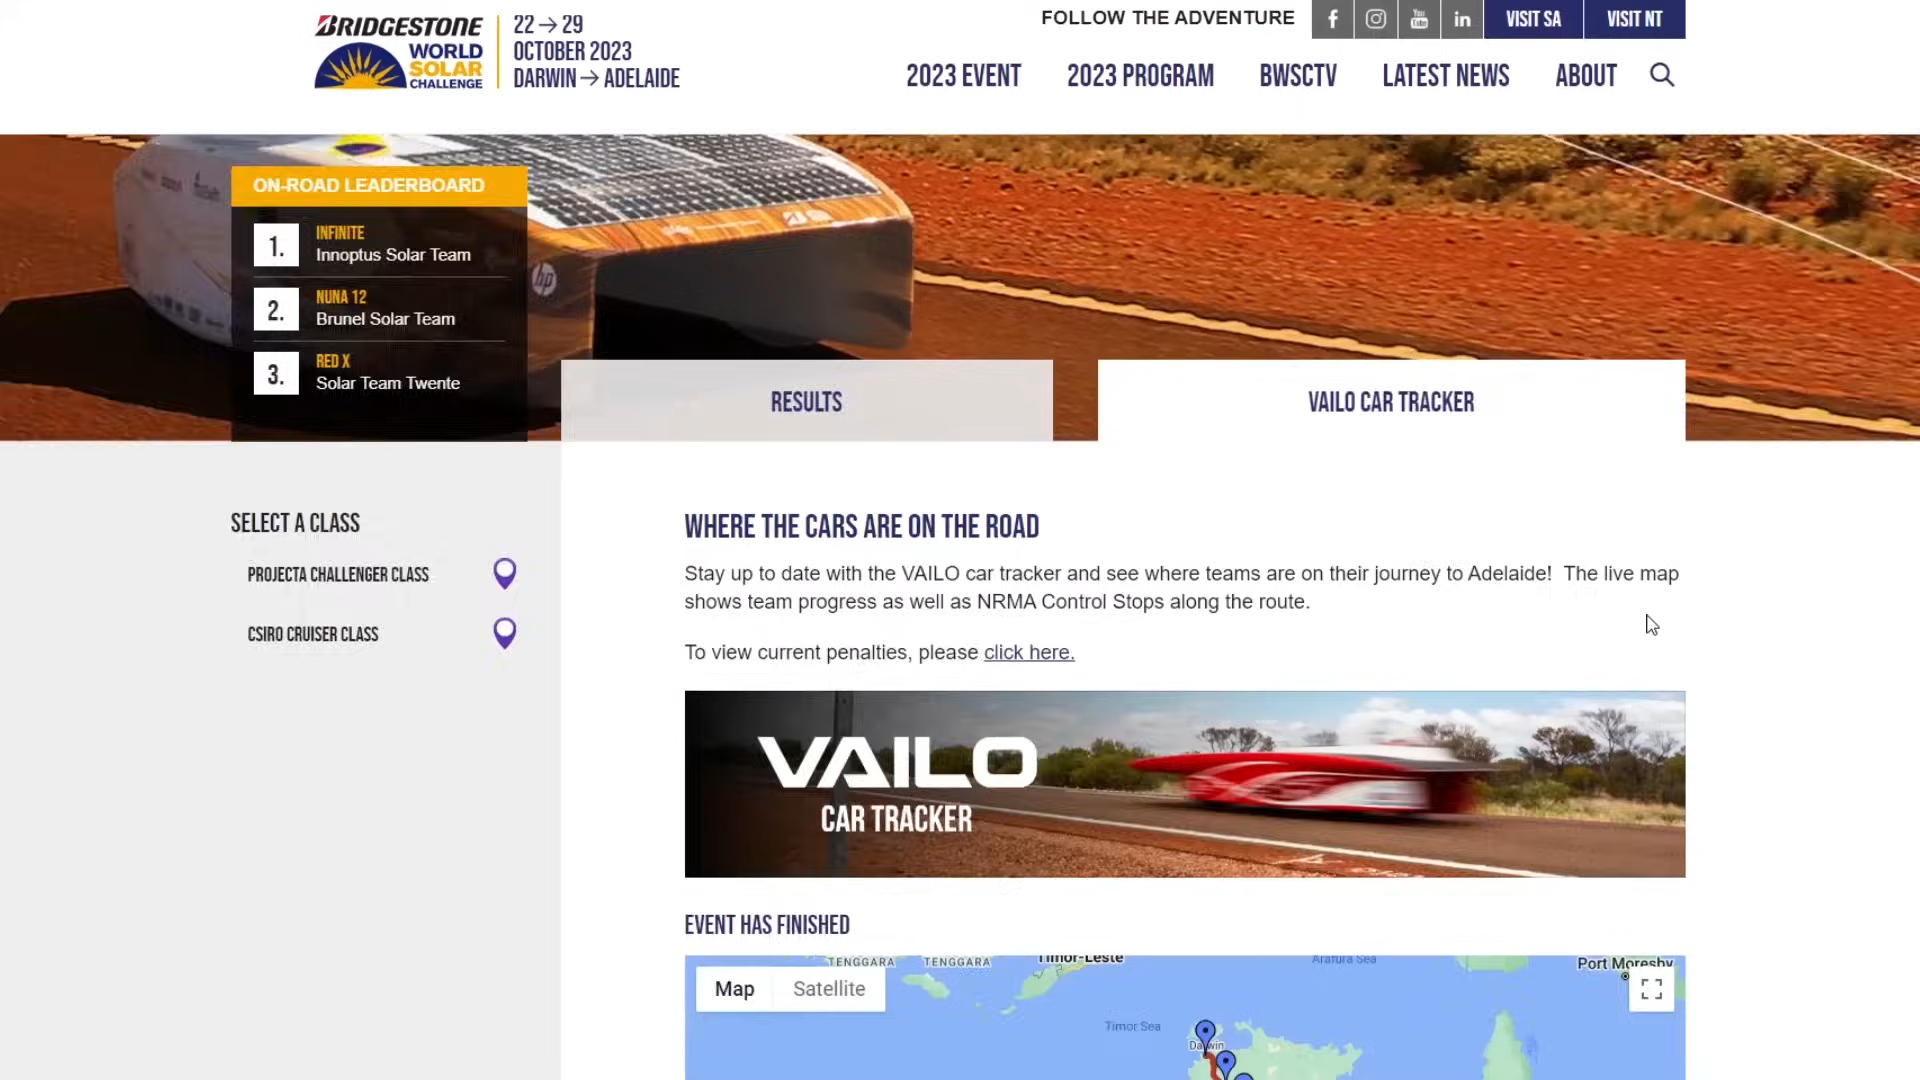 BRIDGESTONE
WORLD
SOLAR
CHALLENGE
22 → 29
OCTOBER 2023
DARWIN → ADELAIDE
FOLLOW THE ADVENTURE
VISIT SA
VISIT NT
2023 EVENT
2023 PROGRAM
BWSCTV
LATEST NEWS
ABOUT
ON-ROAD LEADERBOARD
1.
INFINITE
Innoptus Solar Team
2.
NUNA 12
Brunel Solar Team
3.
RED X
Solar Team Twente
hp
RESULTS
VAILO CAR TRACKER
SELECT A CLASS
PROJECTA CHALLENGER CLASS
CSIRO CRUISER CLASS
WHERE THE CARS ARE ON THE ROAD
Stay up to date with the VAILO car tracker and see where teams are on their journey to Adelaide! The live map
shows team progress as well as NRMA Control Stops along the route.
To view current penalties, please click here.
VAILO
CAR TRACKER
EVENT HAS FINISHED
Map
Satellite
TENGGARA
TENGGARA
Timor-Leste
Arafura Sea
Port Moresby
Timor Sea
Darwin